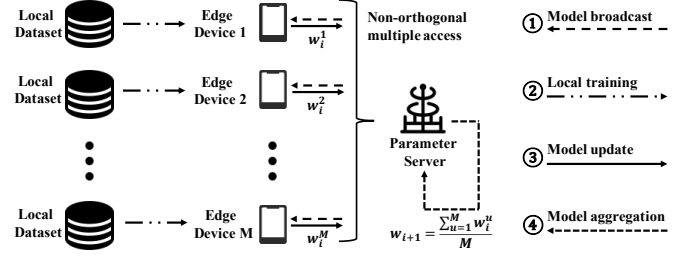 Local
Dataset
Edge
Device 1
w_i^1
Non-orthogonal
multiple access
① Model broadcast
Local
Dataset
Edge
Device 2
w_i^2
② Local training
Parameter
Server
③ Model update
Local
Dataset
Edge
Device M
w_i^M
w_{i+1} = \frac{\sum_{u=1}^{M} w_i^u}{M}
④ Model aggregation